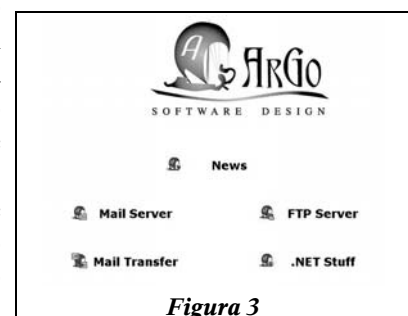 ArGo
SOFTWARE DESIGN
News
Mail Server FTP Server
Mail Transfer .NET Stuff
Figura 3